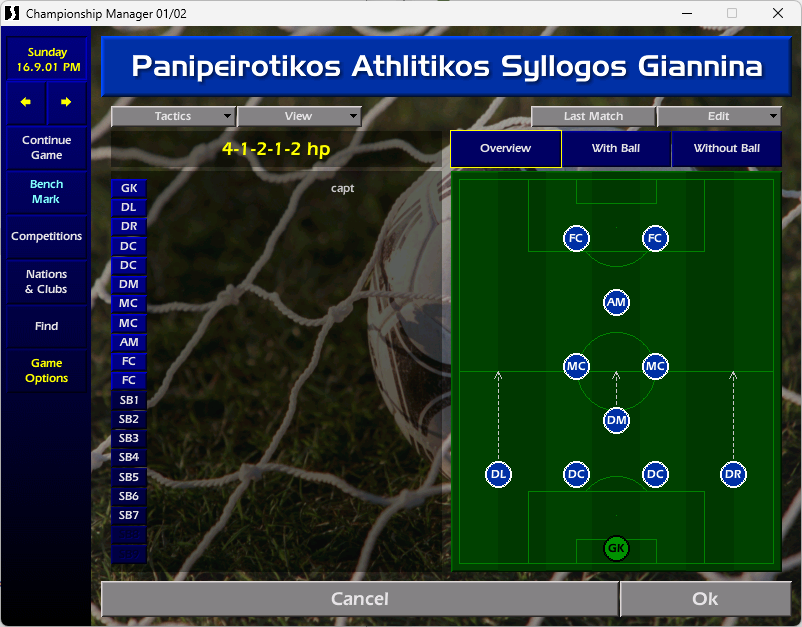 Championship Manager 01/02
Sunday
16.9.01 PM
Continue
Game
Bench
Mark
Competitions
Nations
& Clubs
Find
Game
Options
Panipeirotikos Athlitikos Syllogos Giannina
Tactics
View
Last Match
Edit
4-1-2-1-2 hp
Overview
With Ball
Without Ball
GK capt
DL
DR
DC
DC
DM
MC
MC
AM
FC
FC
SB1
SB2
SB3
SB4
SB5
SB6
SB7
FC FC
AM
MC MC
DM
DL DC DC DR
GK
Cancel
Ok